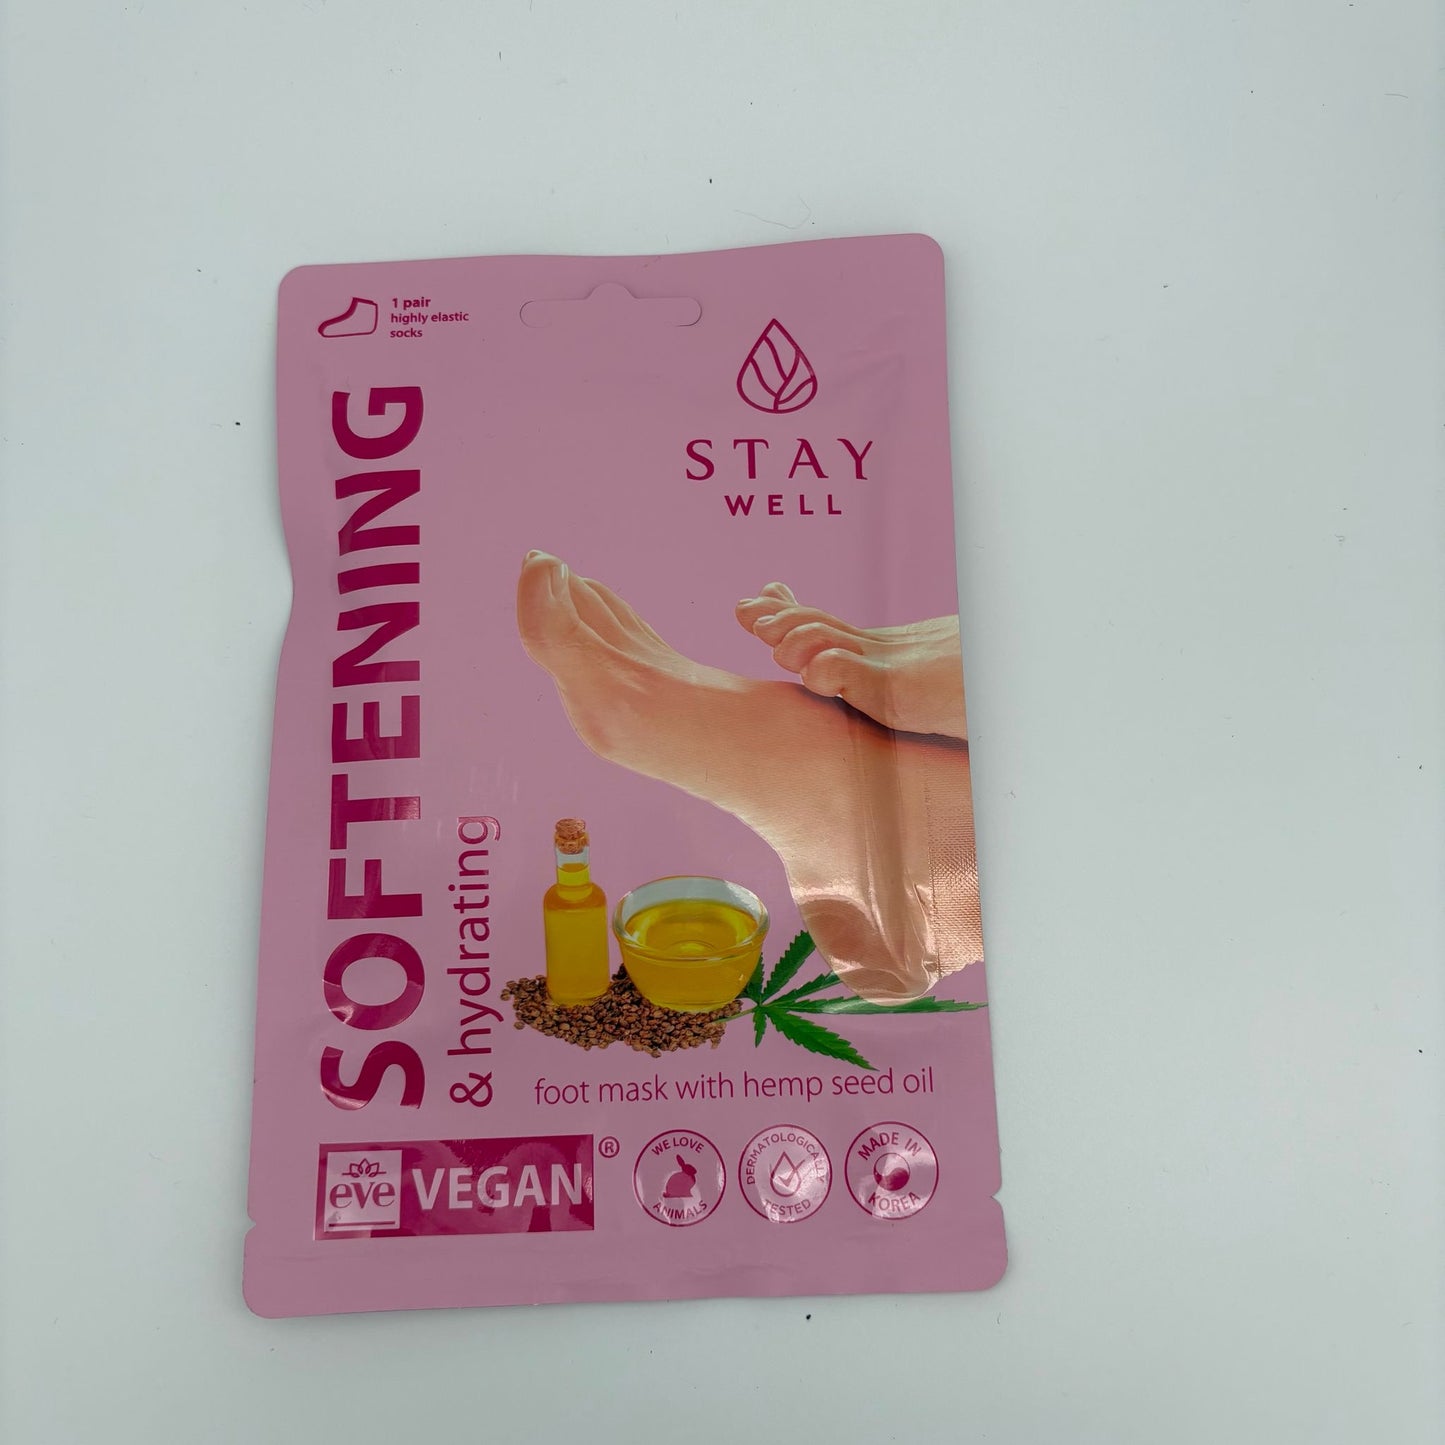 1 pair
highly elastic
socks
STAY
WELL
SOFTENING
& hydrating
foot mask with hemp seed oil
eve VEGAN®
WE LOVE
ANIMALS
DERMATOLOGICALLY
TESTED
MADE IN
KOREA